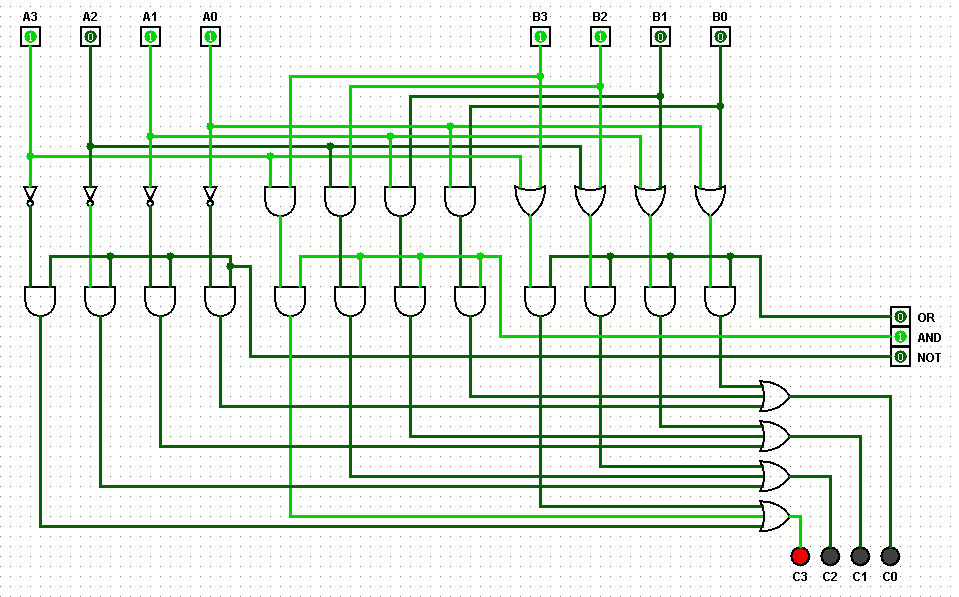 A3 A2 A1 A0 B3 B2 B1 B0
1 0 1 1 1 1 0 0
0 OR
1 AND
0 NOT
C3 C2 C1 C0